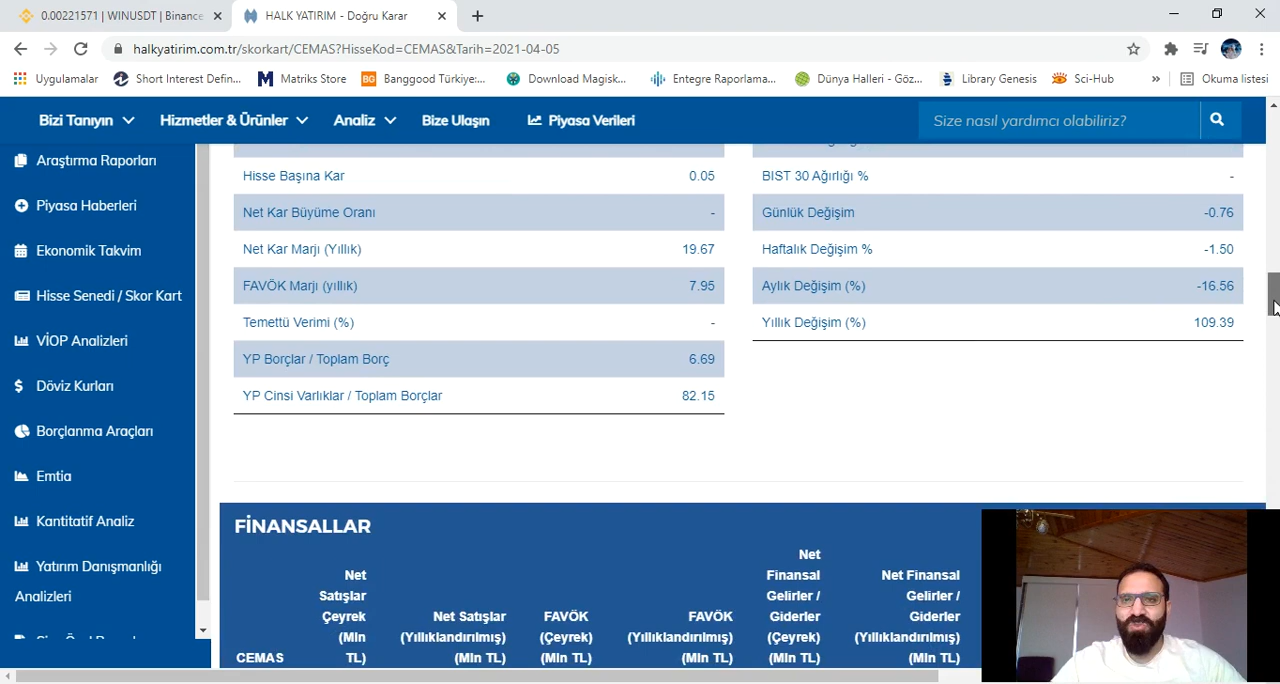 0.00221571 | WINUSDT | Binance
HALK YATIRIM - Doğru Karar
halkyatirim.com.tr/skorkart/CEMAS?HisseKod=CEMAS&Tarih=2021-04-05
Uygulamalar
Short Interest Defin...
Matriks Store
BG
Banggood Türkiye:...
Download Magisk...
Entegre Raporlama...
Dünya Halleri - Göz...
Library Genesis
Sci-Hub
»
Okuma listesi
Bizi Tanıyın
Hizmetler & Ürünler
Analiz
Bize Ulaşın
Piyasa Verileri
Size nasıl yardımcı olabiliriz?
Araştırma Raporları
Piyasa Haberleri
Ekonomik Takvim
Hisse Senedi / Skor Kart
VİOP Analizleri
Döviz Kurları
Borçlanma Araçları
Emtia
Kantitatif Analiz
Yatırım Danışmanlığı
Analizleri
Hisse Başına Kar 0.05
Net Kar Büyüme Oranı -
Net Kar Marjı (Yıllık) 19.67
FAVÖK Marjı (yıllık) 7.95
Temettü Verimi (%) -
YP Borçlar / Toplam Borç 6.69
YP Cinsi Varlıklar / Toplam Borçlar 82.15
BIST 30 Ağırlığı % -
Günlük Değişim -0.76
Haftalık Değişim % -1.50
Aylık Değişim (%) -16.56
Yıllık Değişim (%) 109.39
FİNANSALLAR
CEMAS
Net
Satışlar
Çeyrek
(Mln
TL)
Net Satışlar
(Yıllıklandırılmış)
(Mln TL)
FAVÖK
(Çeyrek)
(Mln TL)
FAVÖK
(Yıllıklandırılmış)
(Mln TL)
Net
Finansal
Gelirler /
Giderler
(Çeyrek)
(Mln TL)
Net Finansal
Gelirler /
Giderler
(Yıllıklandırılmış)
(Mln TL)